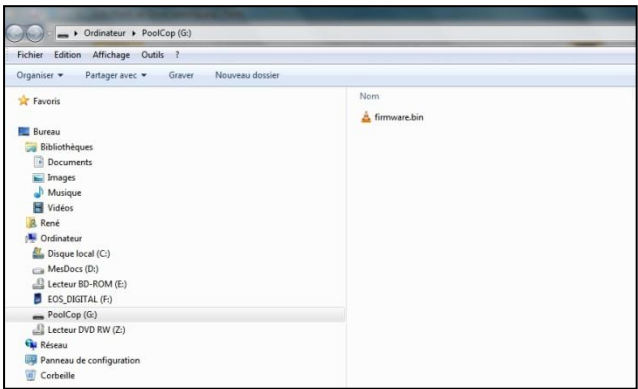 Ordinateur ▸ PoolCop (G:)
Fichier Edition Affichage Outils ?
Organiser ▾ Partager avec ▾ Graver Nouveau dossier
Favoris
Nom
firmware.bin
Bureau
Bibliothèques
Documents
Images
Musique
Vidéos
René
Ordinateur
Disque local (C:)
MesDocs (D:)
Lecteur BD-ROM (E:)
EOS_DIGITAL (F:)
PoolCop (G:)
Lecteur DVD RW (Z:)
Réseau
Panneau de configuration
Corbeille